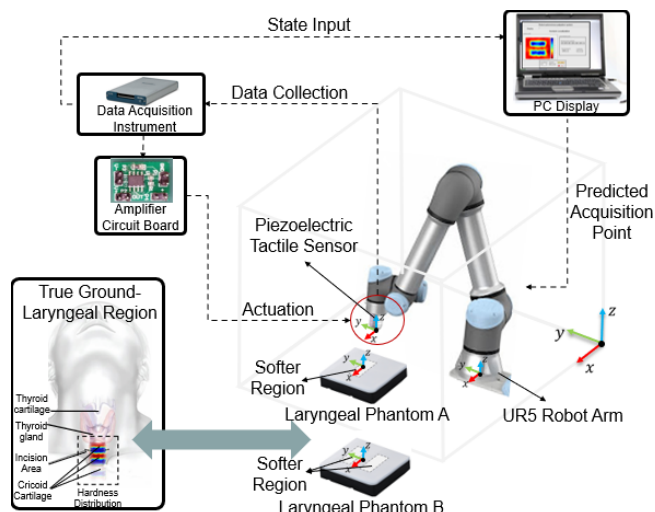 State Input
Data Collection
Data Acquisition
Instrument
PC Display
Amplifier
Circuit Board
Piezoelectric
Tactile Sensor
Predicted
Acquisition
Point
Actuation
True Ground-
Laryngeal Region
Thyroid
cartilage
Thyroid
gland
Incision
Area
Cricoid
Cartilage
Hardness
Distribution
z
y
x
Softer
Region
z
y
x
Laryngeal Phantom A
z
y
x
UR5 Robot Arm
z
y
x
Softer
Region
z
y
x
Laryngeal Phantom B